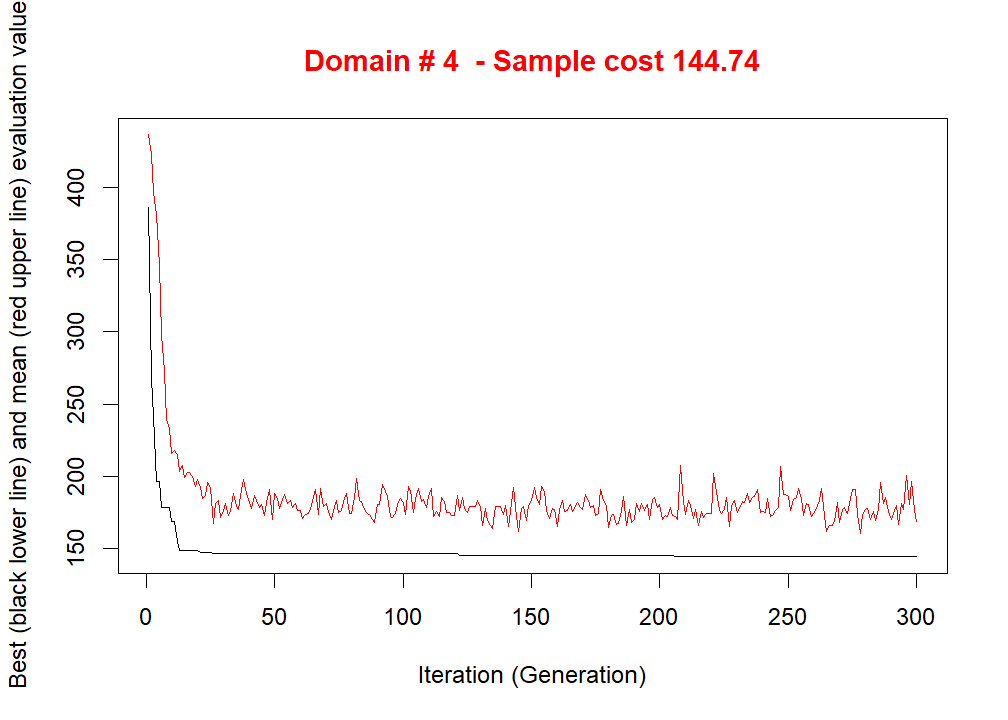 Domain # 4  - Sample cost 144.74
Best (black lower line) and mean (red upper line) evaluation value
400
350
300
250
200
150
0 50 100 150 200 250 300
Iteration (Generation)